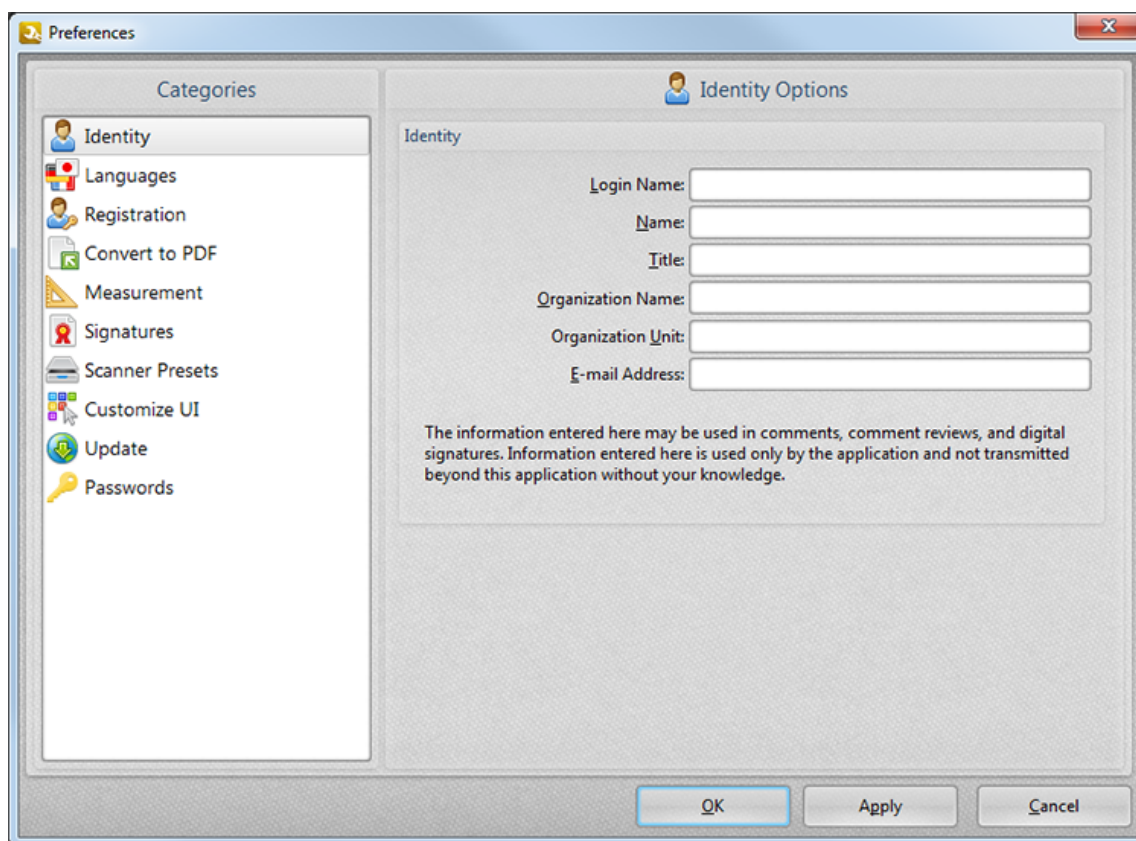 Preferences
Categories
Identity
Languages
Registration
Convert to PDF
Measurement
Signatures
Scanner Presets
Customize UI
Update
Passwords
Identity Options
Identity
Login Name:
Name:
Title:
Organization Name:
Organization Unit:
E-mail Address:
The information entered here may be used in comments, comment reviews, and digital
signatures. Information entered here is used only by the application and not transmitted
beyond this application without your knowledge.
OK
Apply
Cancel